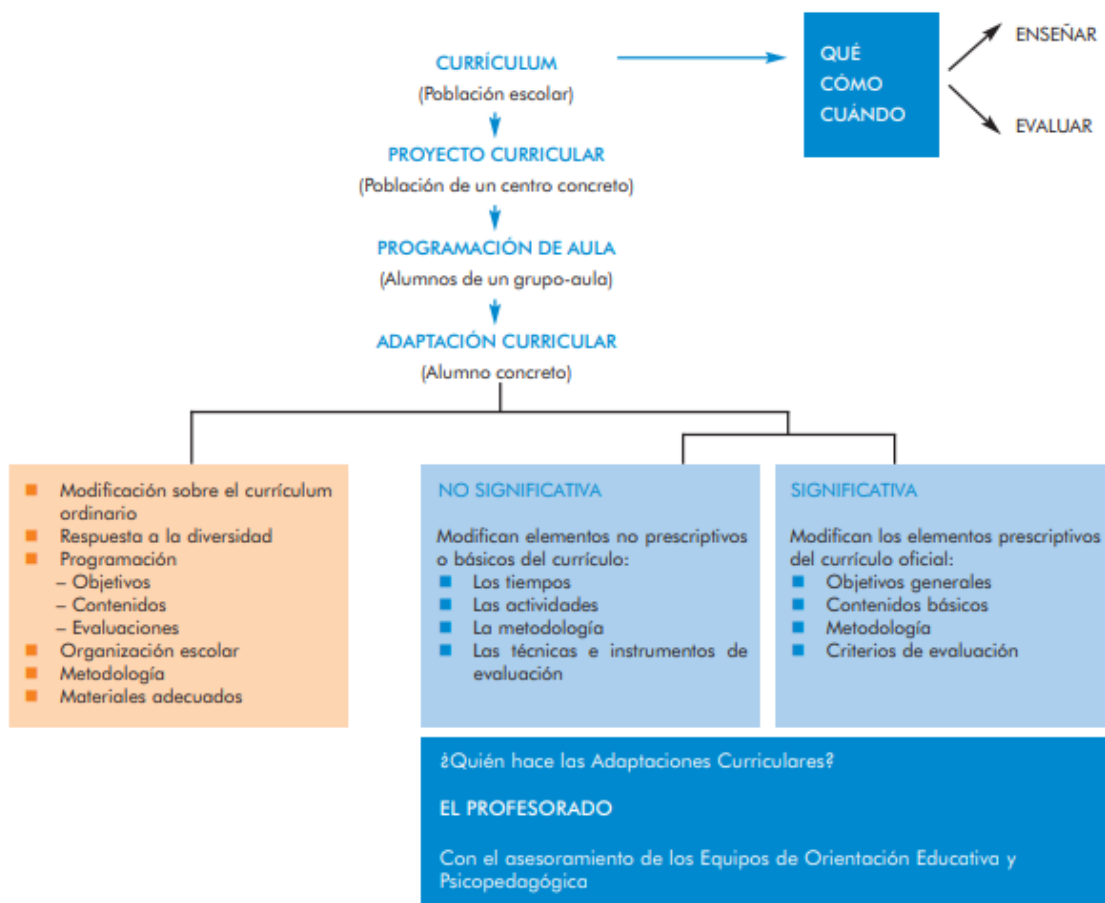 CURRÍCULUM
(Población escolar)
QUÉ
CÓMO
CUÁNDO
ENSEÑAR
EVALUAR
PROYECTO CURRICULAR
(Población de un centro concreto)
PROGRAMACIÓN DE AULA
(Alumnos de un grupo-aula)
ADAPTACIÓN CURRICULAR
(Alumno concreto)
■ Modificación sobre el currículum
ordinario
■ Respuesta a la diversidad
■ Programación
– Objetivos
– Contenidos
– Evaluaciones
■ Organización escolar
■ Metodología
■ Materiales adecuados
NO SIGNIFICATIVA
Modifican elementos no prescriptivos
o básicos del currículo:
■ Los tiempos
■ Las actividades
■ La metodología
■ Las técnicas e instrumentos de
evaluación
SIGNIFICATIVA
Modifican los elementos prescriptivos
del currículo oficial:
■ Objetivos generales
■ Contenidos básicos
■ Metodología
■ Criterios de evaluación
¿Quién hace las Adaptaciones Curriculares?
EL PROFESORADO
Con el asesoramiento de los Equipos de Orientación Educativa y
Psicopedagógica